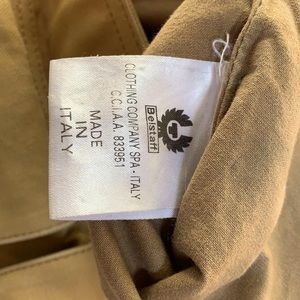 Belstaff
CLOTHING COMPANY SPA - ITALY
C.C.I.A.A. 833951
MADE
IN
ITALY